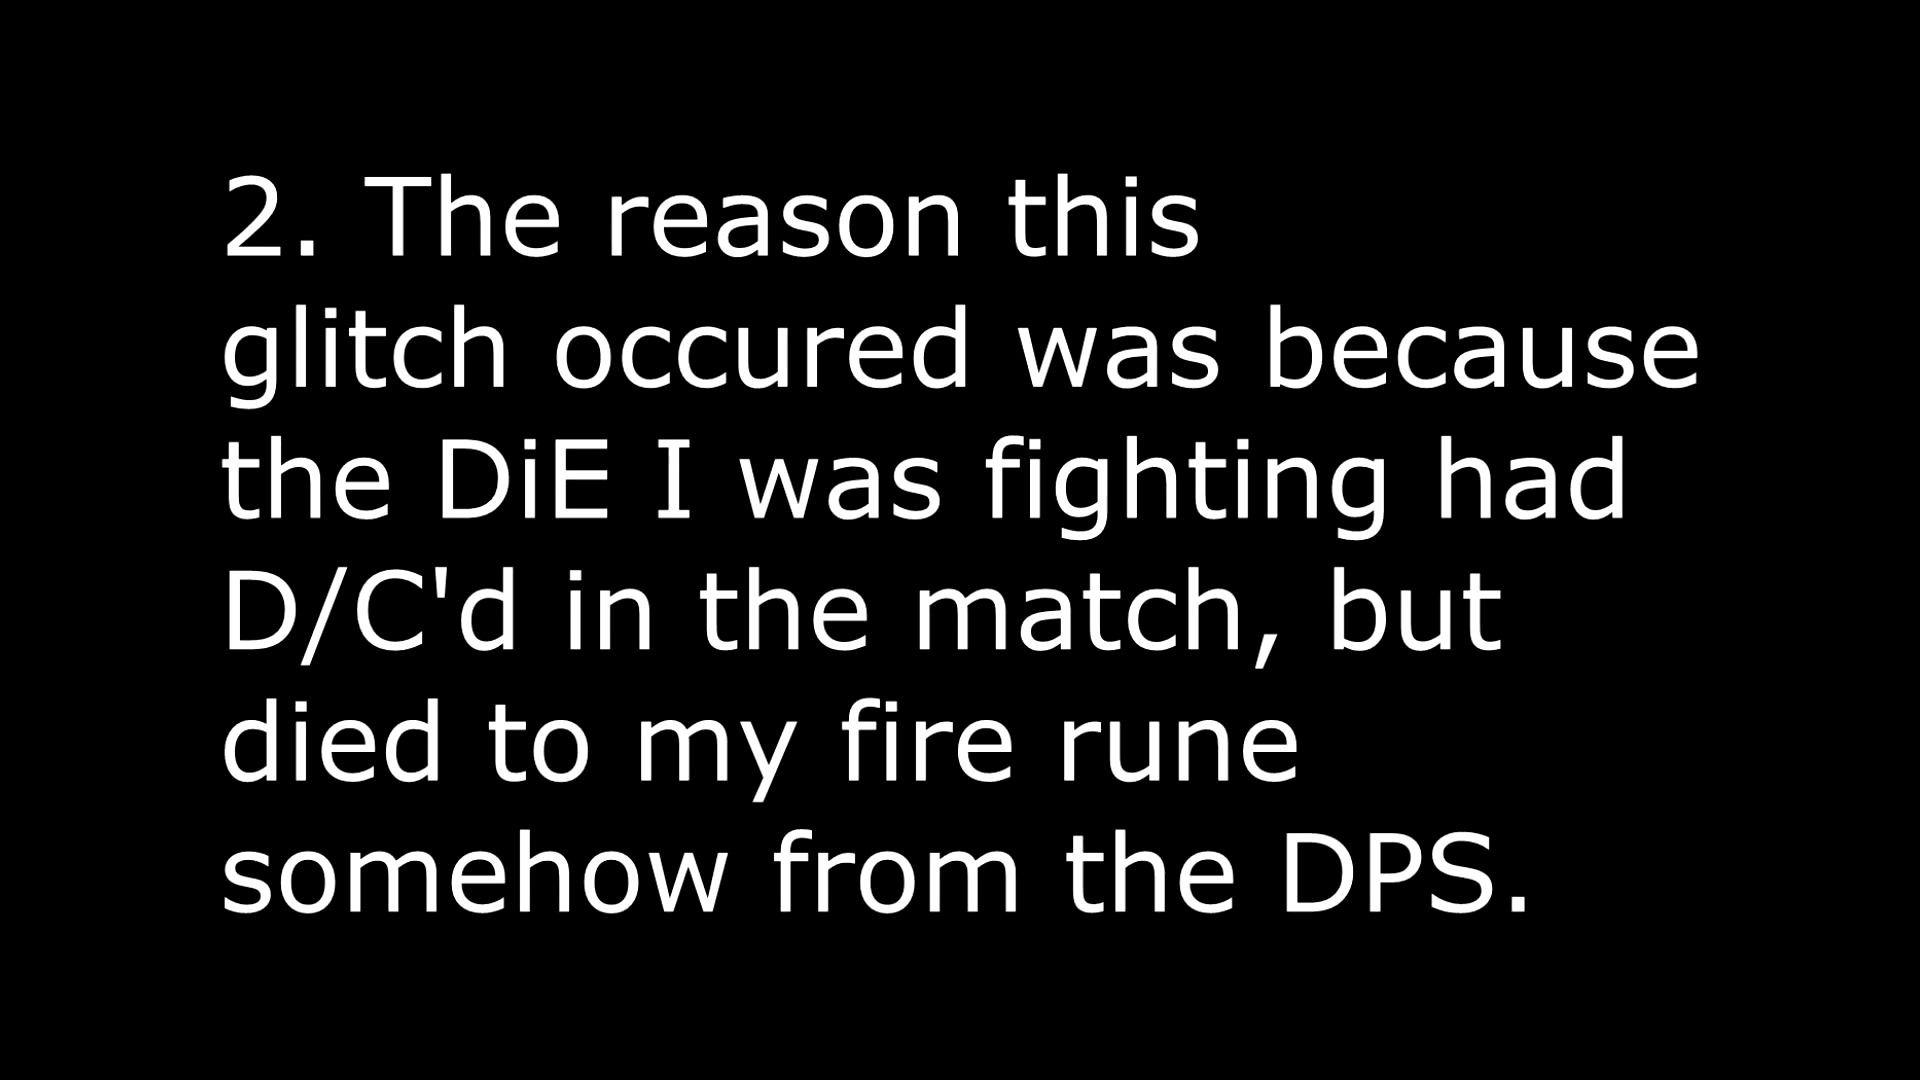 2. The reason this
glitch occured was because
the DiE I was fighting had
D/C'd in the match, but
died to my fire rune
somehow from the DPS.